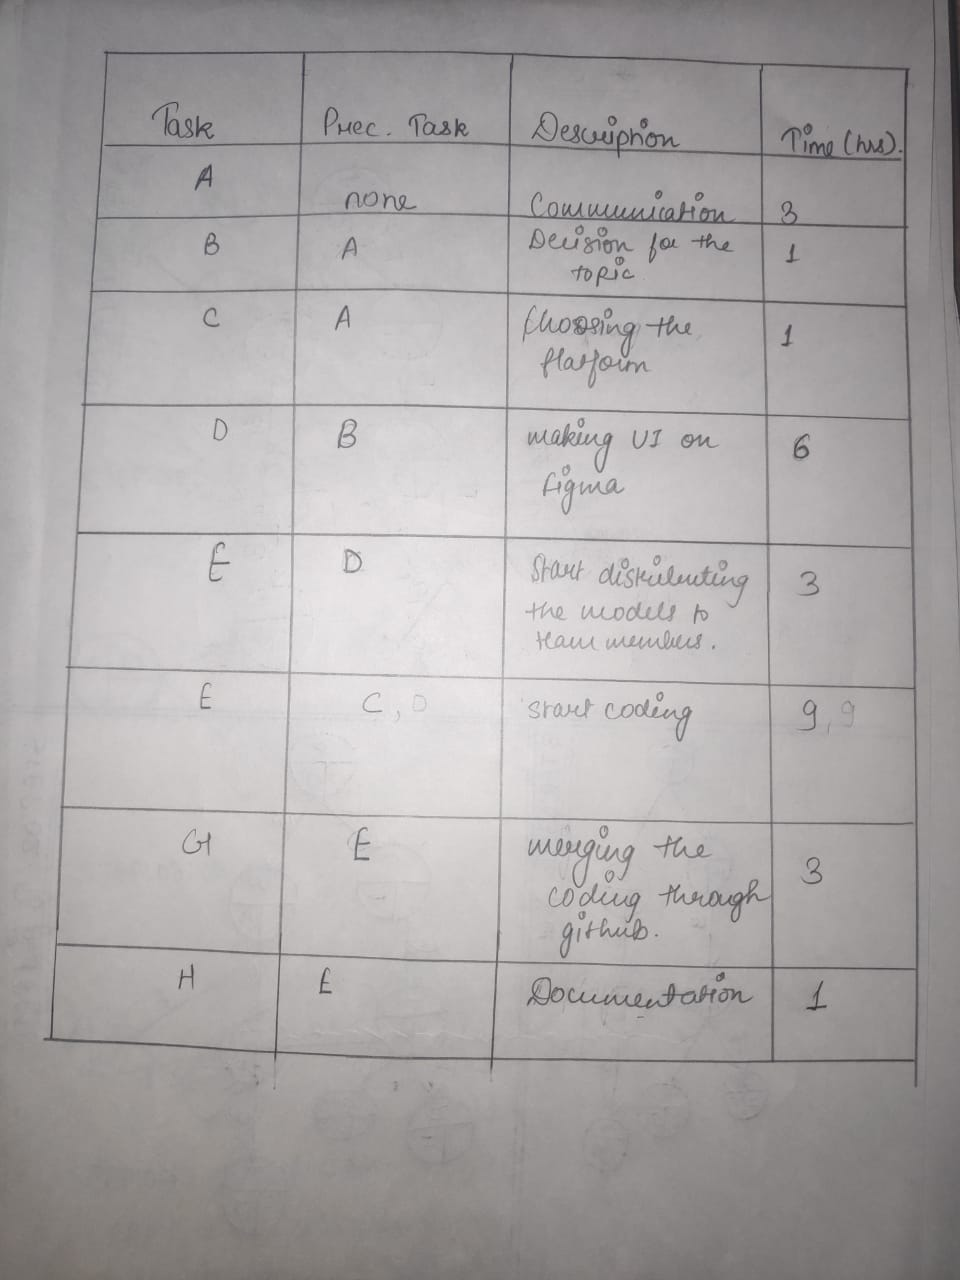 Task Prec. Task Description Time (hrs).
A none Communication 3
B A Decision for the
topic 1
C A Choosing the
platform 1
D B making UI on
figma 6
E D Start distributing
the models to
team members. 3
E C, D start coding 9, 9
G E merging the
coding through
github. 3
H E Documentation 1